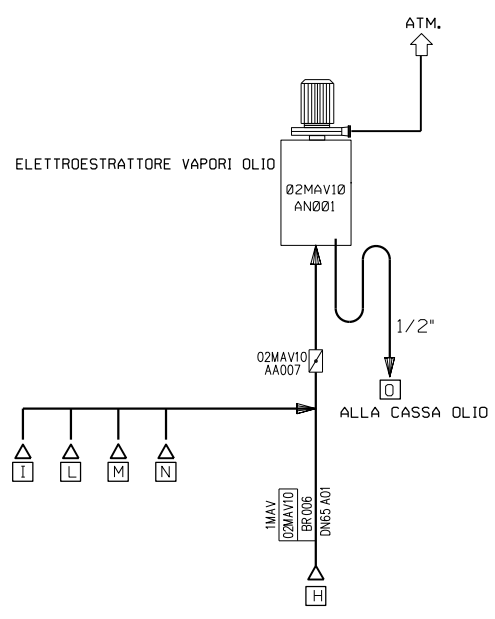 ATM.
ELETTROESTRATTORE VAPORI OLIO
02MAV10
AN001
1/2"
02MAV10
AA007
O
ALLA CASSA OLIO
I
L
M
N
1MAV
02MAV10
BR006
DN65 A01
H